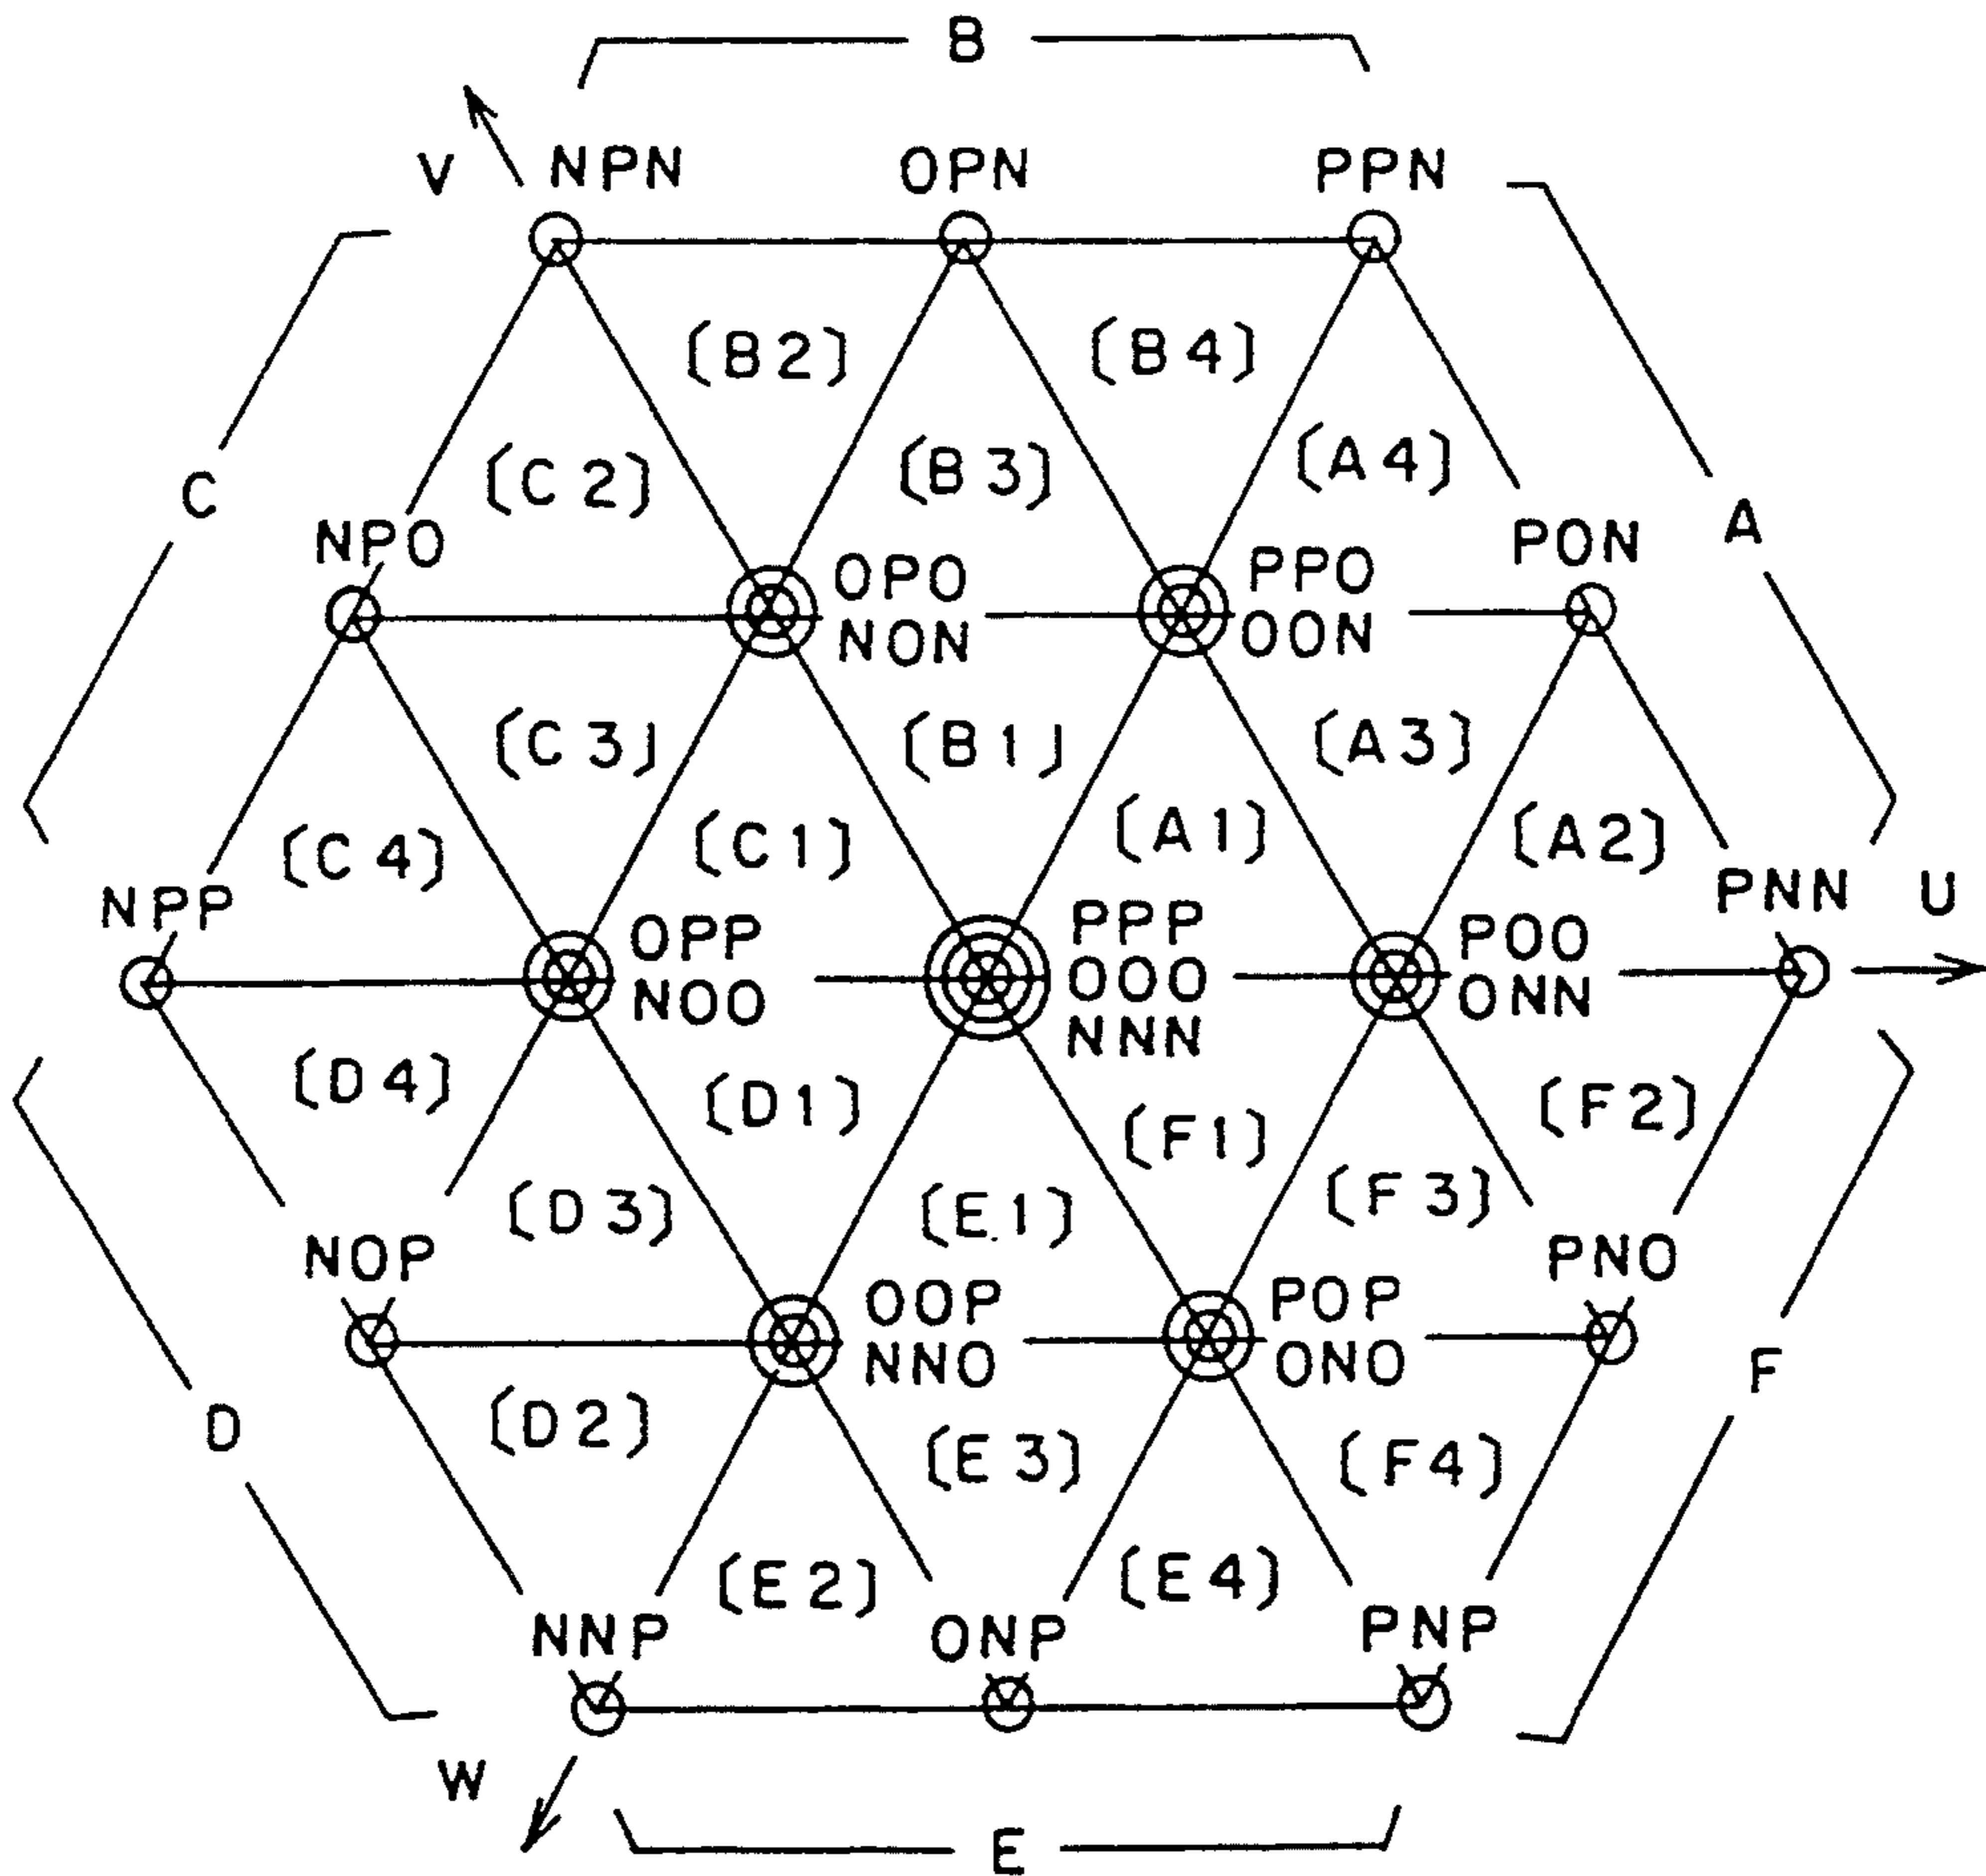 B
V NPN OPN PPN
(B2) (B4)
(C2) (B3) (A4)
C NPO PON A
OPO PPO
NON OON
(C3) (B1) (A3)
(C4) (C1) (A1) (A2)
NPP PNN U
OPP PPP POO
NOO OOO ONN
NNN
(D4) (D1) (F1) (F2)
(D3) (E1) (F3)
NOP PNO
OOP POP
NNO ONO
F
D (D2) (E3) (F4)
(E2) (E4)
NNP ONP PNP
W
E